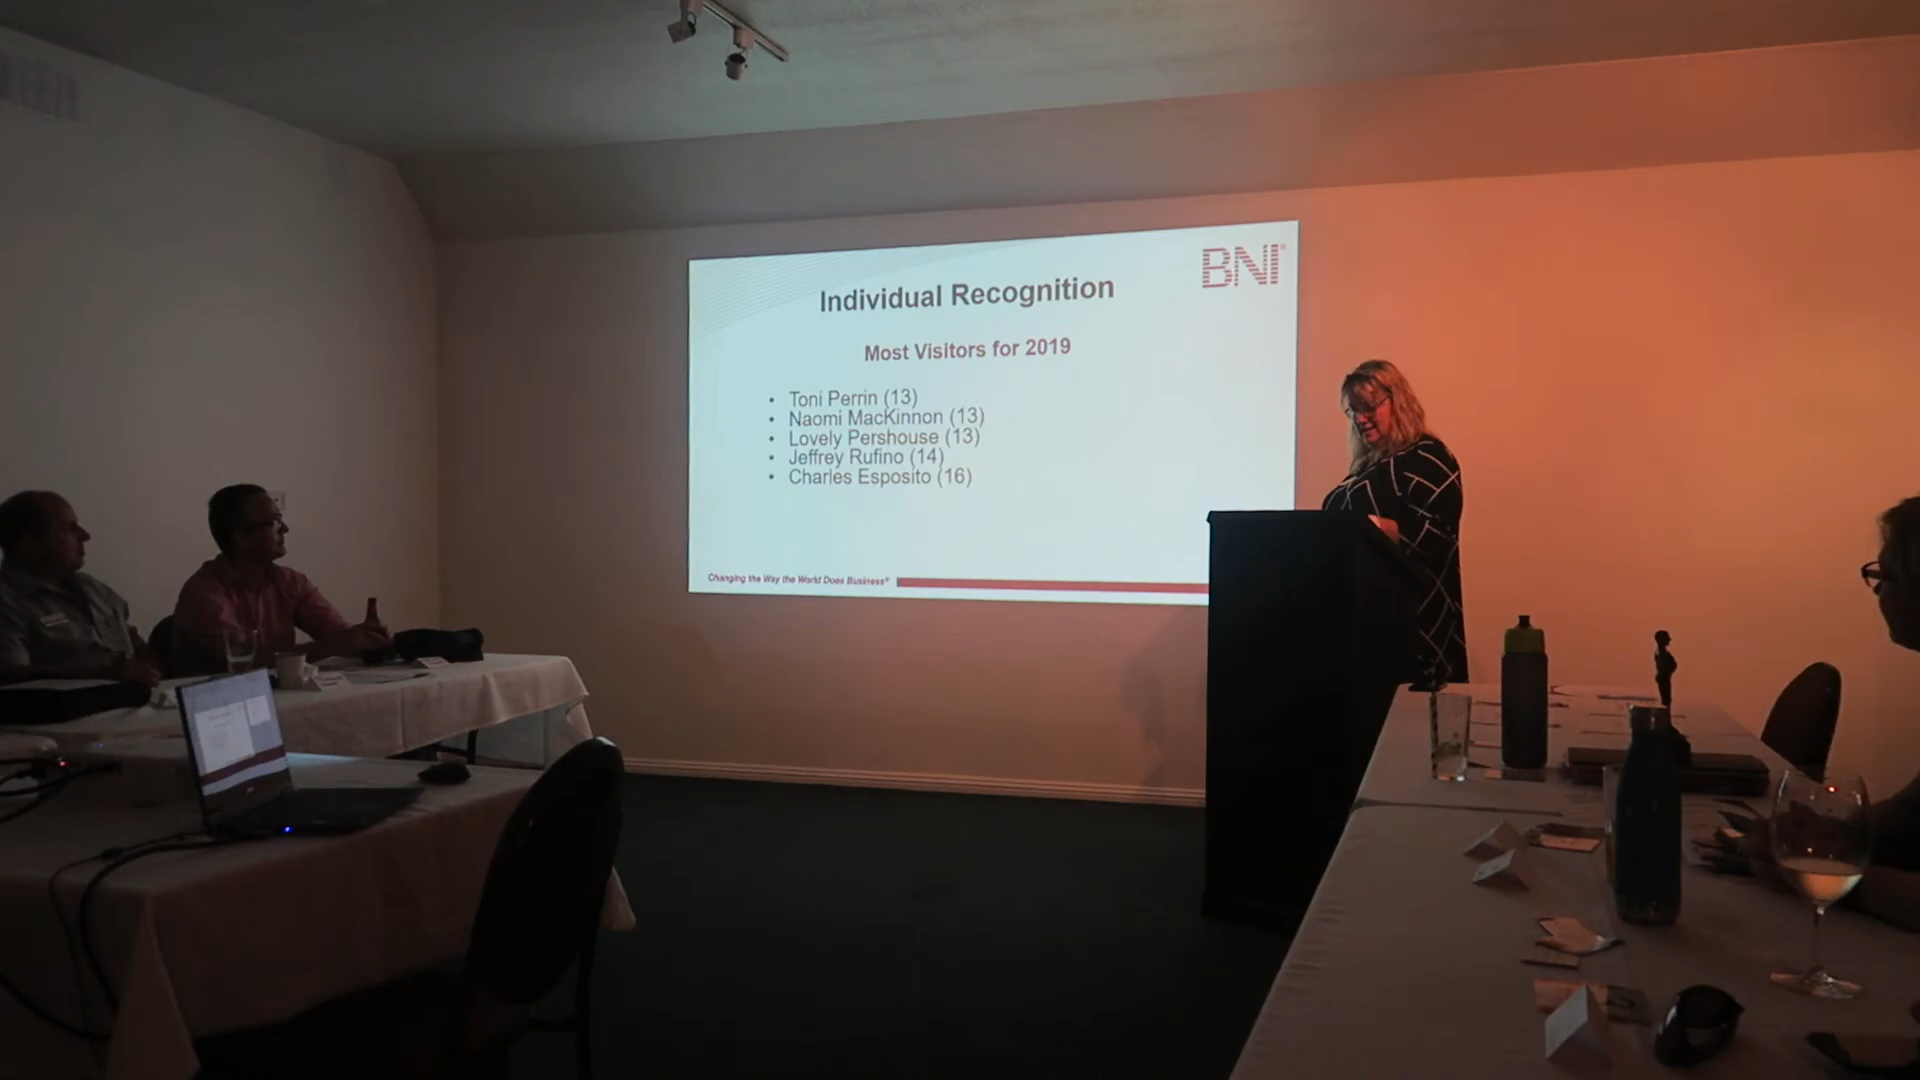 BNI®
Individual Recognition
Most Visitors for 2019
• Toni Perrin (13)
• Naomi MacKinnon (13)
• Lovely Pershouse (13)
• Jeffrey Rufino (14)
• Charles Esposito (16)
Changing the Way the World Does Business®